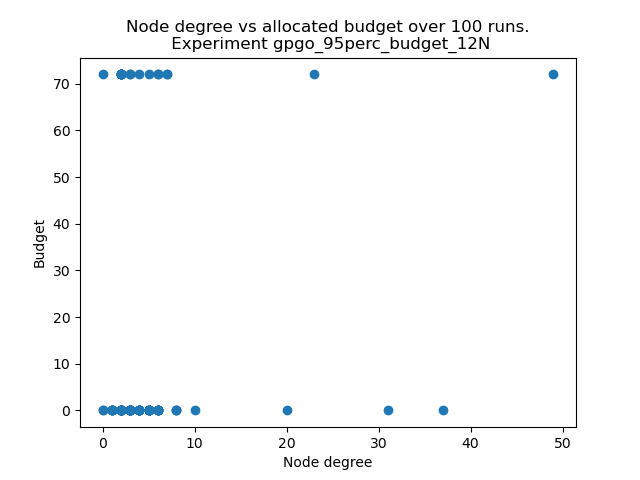 Node degree vs allocated budget over 100 runs.
Experiment gpgo_95perc_budget_12N
70
60
50
40
30
20
10
0
Budget
0 10 20 30 40 50
Node degree